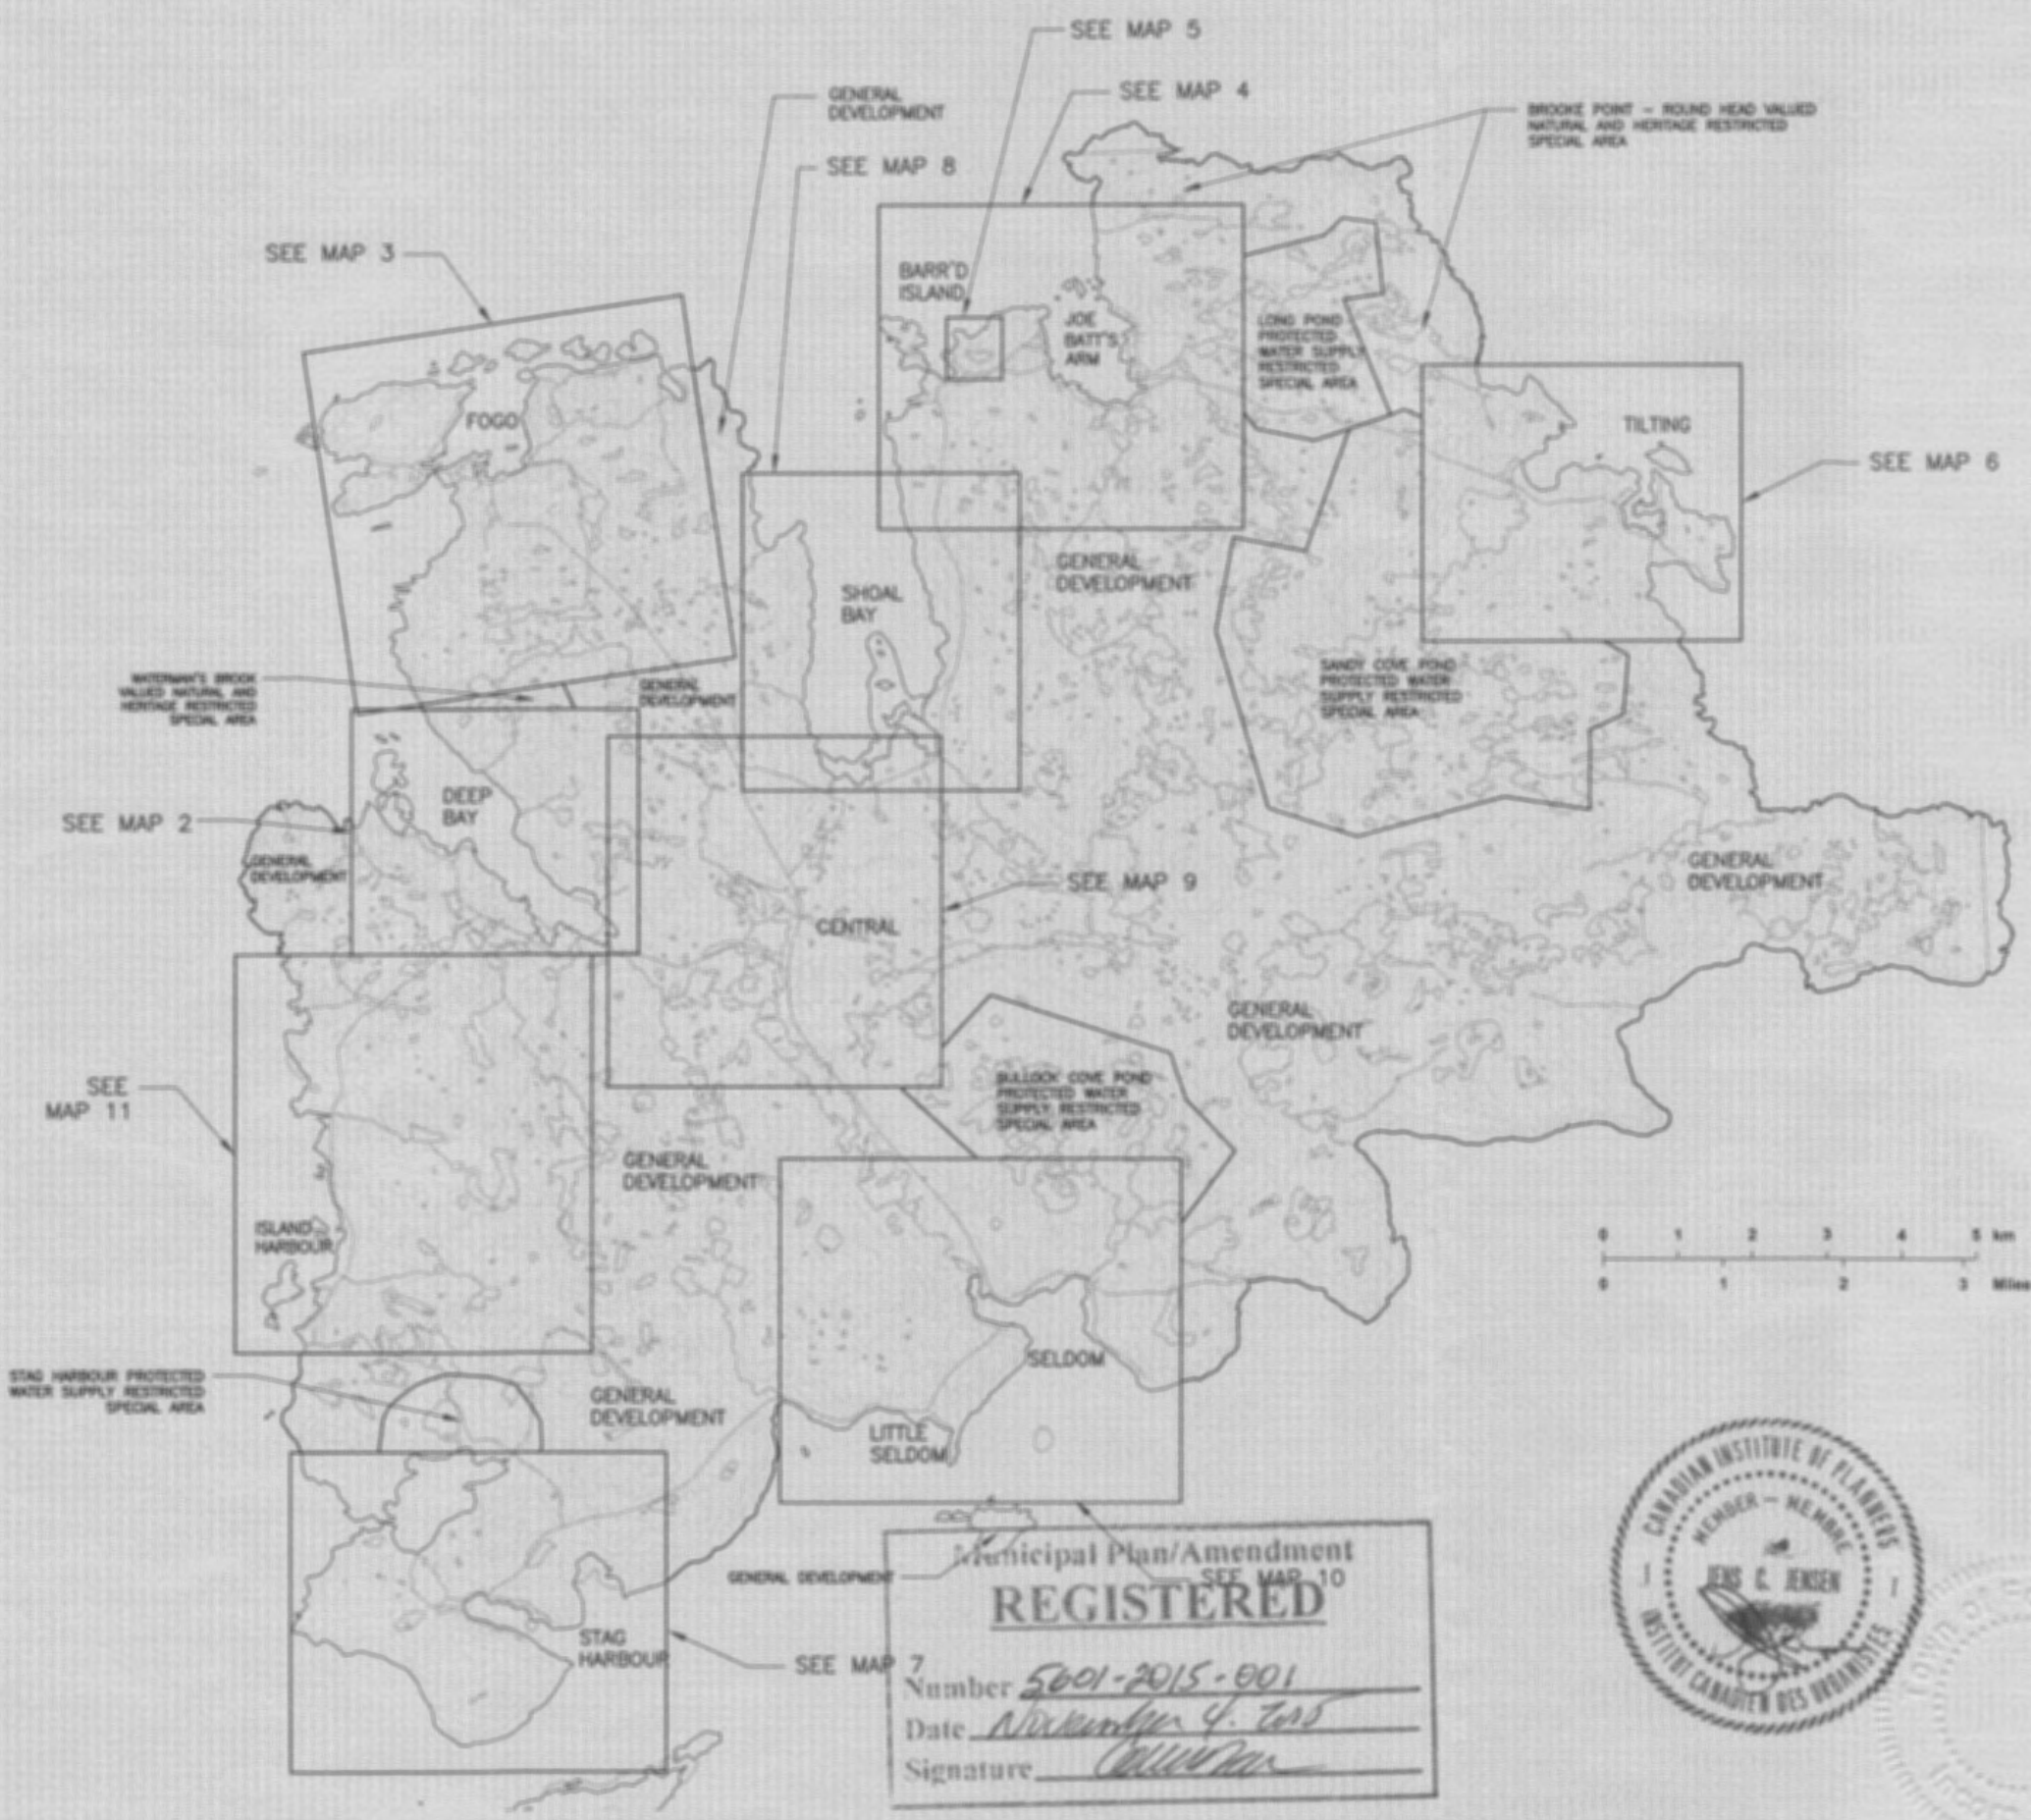 SEE MAP 5
SEE MAP 4
GENERAL
DEVELOPMENT
BROOKE POINT - ROUND HEAD VALUED
NATURAL AND HERITAGE RESTRICTED
SPECIAL AREA
SEE MAP 8
SEE MAP 3
BARR'D
ISLAND
JOE
BATT'S
ARM
LONG POND
PROTECTED
WATER SUPPLY
RESTRICTED
SPECIAL AREA
FOGO
TILTING
SEE MAP 6
GENERAL
DEVELOPMENT
SHOAL
BAY
WATERMAN'S BROOK
VALUED NATURAL AND
HERITAGE RESTRICTED
SPECIAL AREA
GENERAL
DEVELOPMENT
SANDY COVE POND
PROTECTED WATER
SUPPLY RESTRICTED
SPECIAL AREA
DEEP
BAY
SEE MAP 2
GENERAL
DEVELOPMENT
GENERAL
DEVELOPMENT
SEE MAP 9
CENTRAL
GENERAL
DEVELOPMENT
SEE
MAP 11
BULLOCK COVE POND
PROTECTED WATER
SUPPLY RESTRICTED
SPECIAL AREA
GENERAL
DEVELOPMENT
ISLAND
HARBOUR
0 1 2 3 4 5 km
0 1 2 3 Miles
SELDOM
STAG HARBOUR PROTECTED
WATER SUPPLY RESTRICTED
SPECIAL AREA
GENERAL
DEVELOPMENT
LITTLE
SELDOM
GENERAL DEVELOPMENT
SEE MAP 10
STAG
HARBOUR
SEE MAP 7
Municipal Plan/Amendment
REGISTERED
Number 5601-2015-001
Date November 4. 2015
Signature
CANADIAN INSTITUTE OF PLANNERS
MEMBER - MEMBRE
JENS C. JENSEN
INSTITUT CANADIEN DES URBANISTES